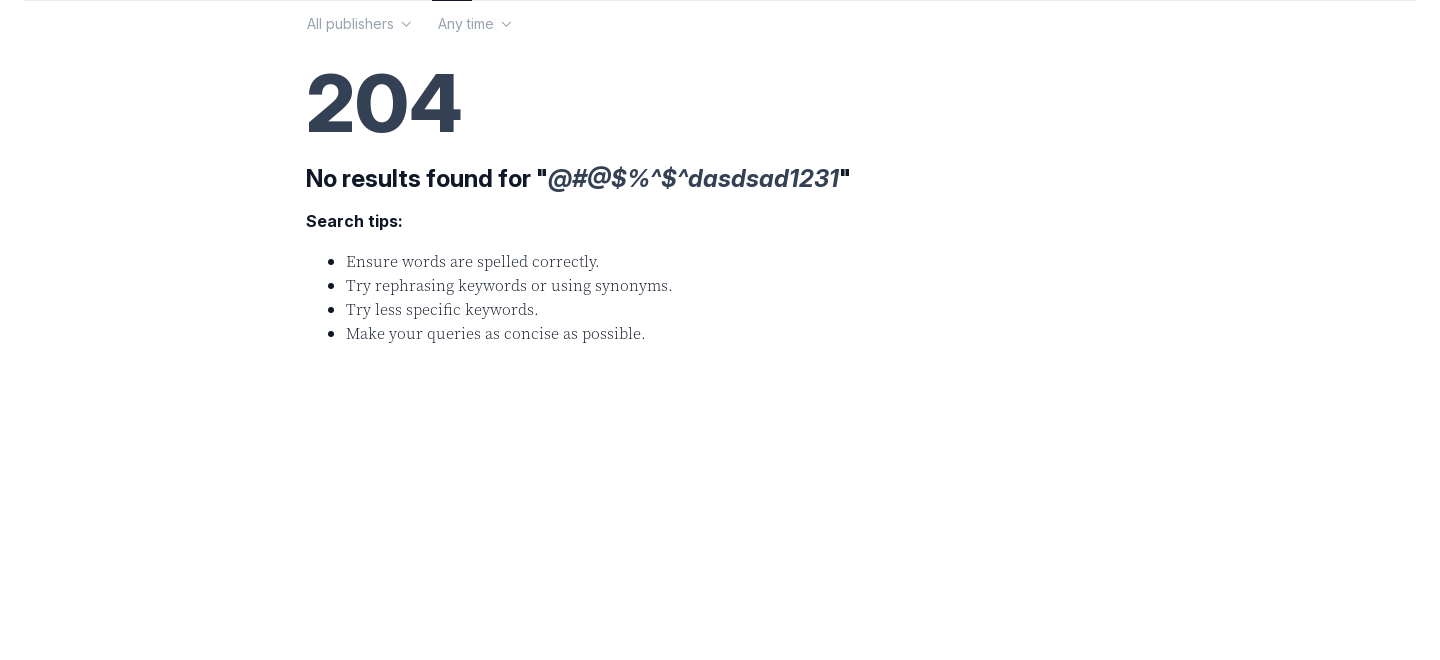 All publishers Any time
204
No results found for "@#@$%^$^dasdsad1231"
Search tips:
Ensure words are spelled correctly.
Try rephrasing keywords or using synonyms.
Try less specific keywords.
Make your queries as concise as possible.